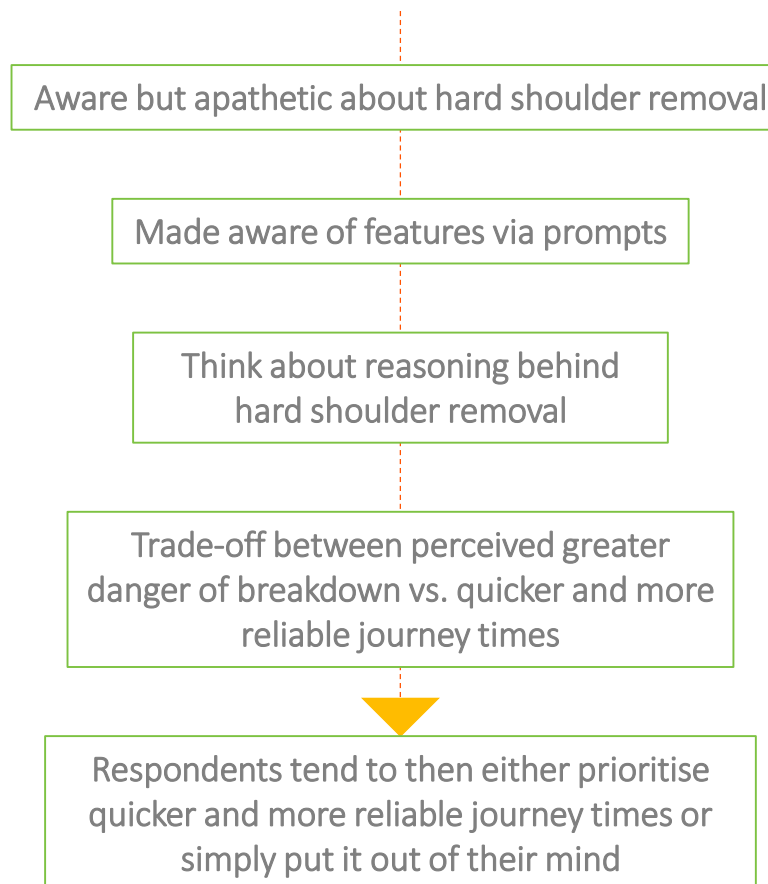 Aware but apathetic about hard shoulder removal
Made aware of features via prompts
Think about reasoning behind
hard shoulder removal
Trade-off between perceived greater
danger of breakdown vs. quicker and more
reliable journey times
Respondents tend to then either prioritise
quicker and more reliable journey times or
simply put it out of their mind